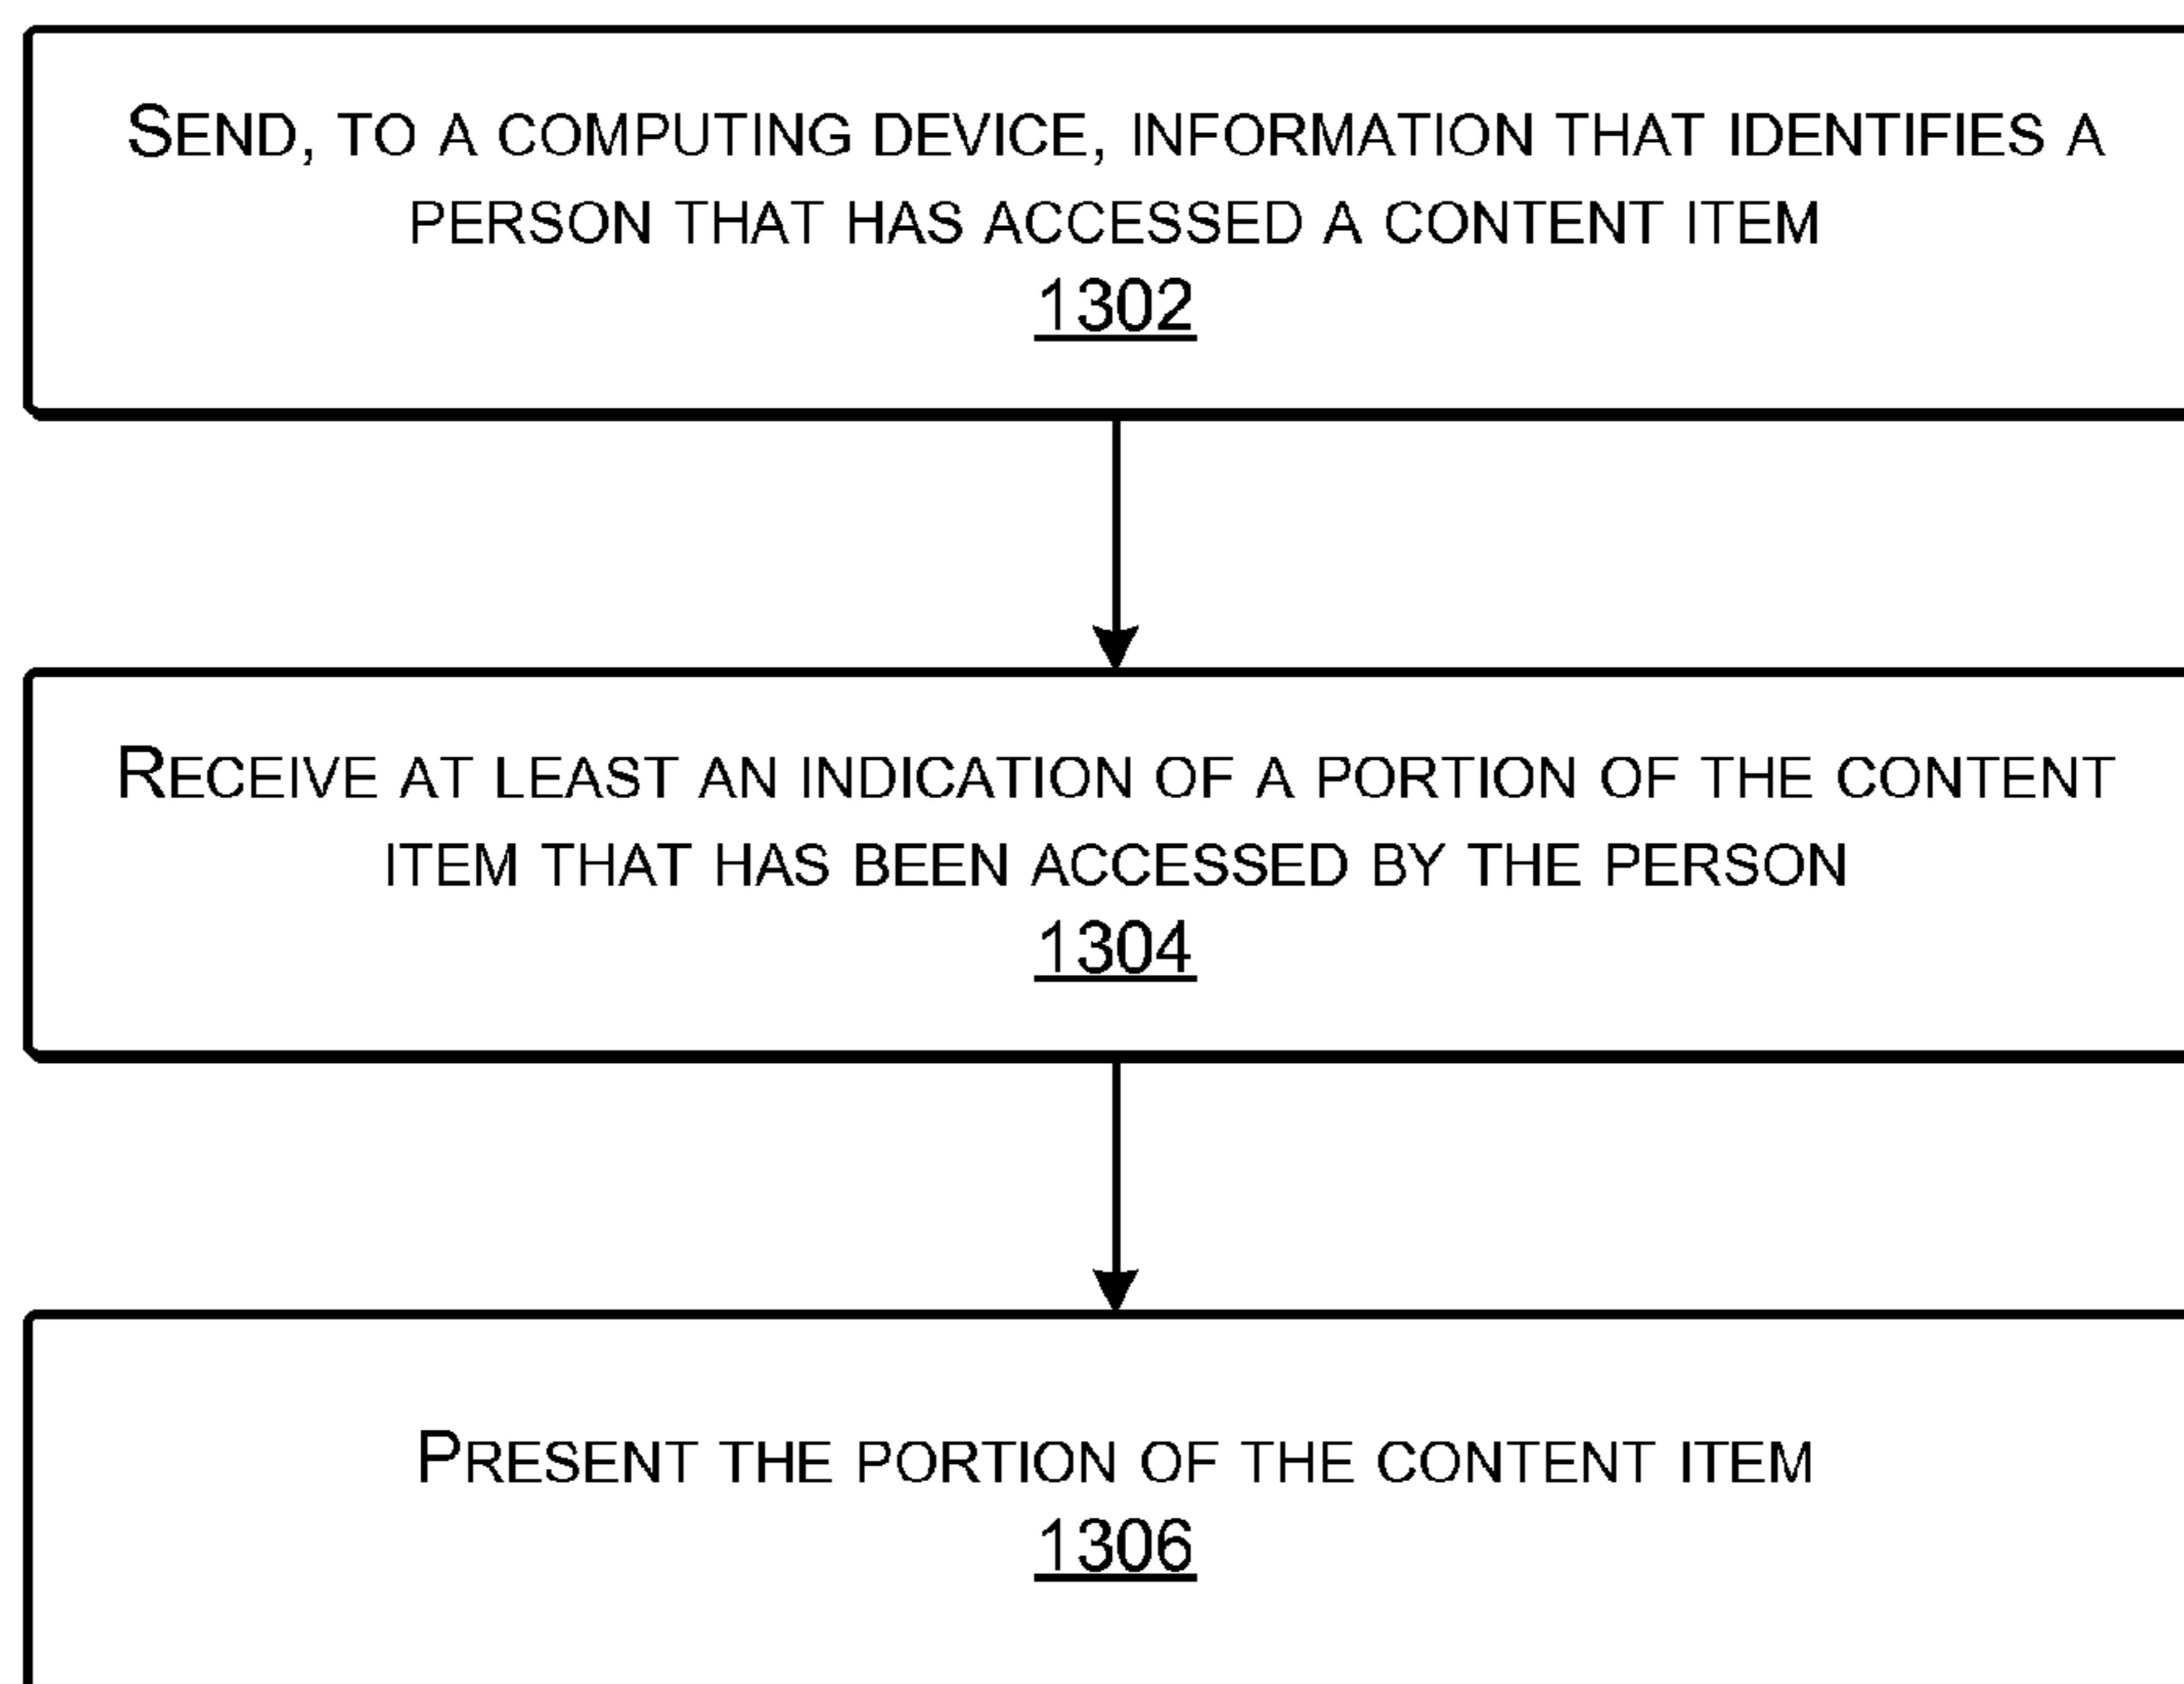 Send, to a computing device, information that identifies a
person that has accessed a content item
1302
Receive at least an indication of a portion of the content
item that has been accessed by the person
1304
Present the portion of the content item
1306